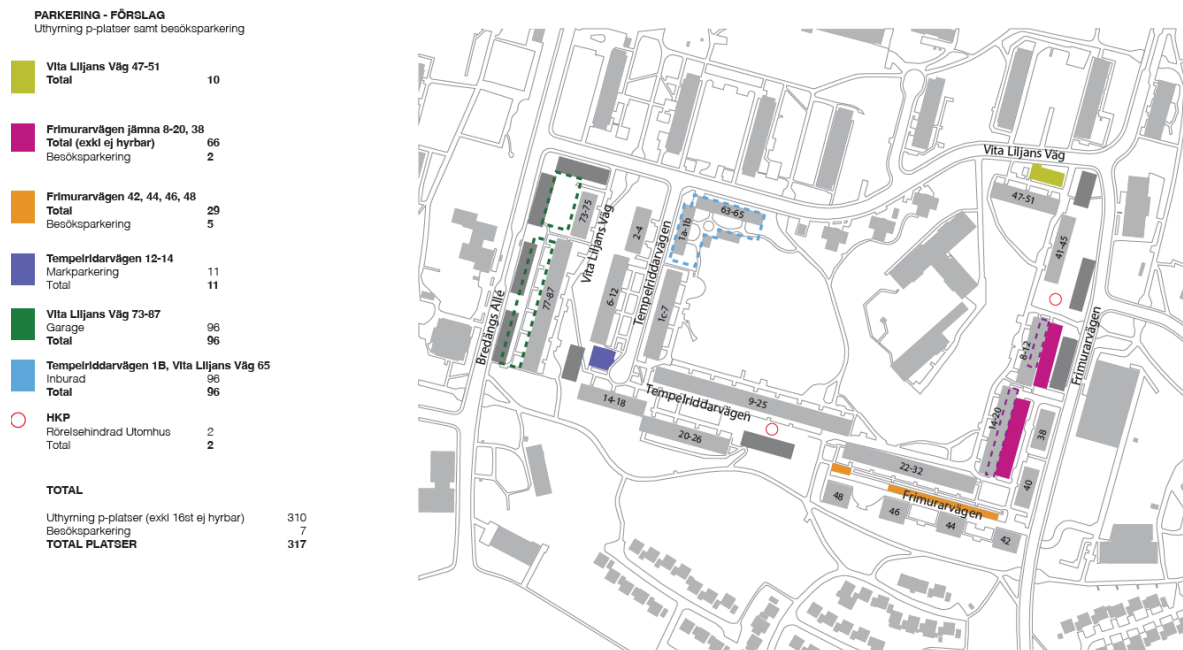 PARKERING - FÖRSLAG
Uthyrning p-platser samt besöksparkering
Vita Liljans Väg 47-51
Total 10
Frimurarvägen jämna 8-20, 38
Total (exkl ej hyrbar) 66
Besöksparkering 2
Frimurarvägen 42, 44, 46, 48
Total 29
Besöksparkering 5
Tempelridarvägen 12-14
Markparkering 11
Total 11
Vita Liljans Väg 73-87
Garage 96
Total 96
Tempelriddarvägen 1B, Vita Liljans Väg 65
Inburad 96
Total 96
HKP
Rörelsehindrad Utomhus 2
Total 2
TOTAL
Uthyrning p-platser (exkl 16st ej hyrbar) 310
Besöksparkering 7
TOTAL PLATSER 317
Vita Liljans Väg
47-51
63-65
73-75
1a-1b
2-4
Vita Liljans Väg
Tempelriddarvägen
41-45
77-87
6-12
1c-7
Bredängs Allé
Frimurarvägen
8-12
14-18
Tempelriddarvägen
9-25
14-20
38
20-26
22-32
40
48
46
Frimurarvägen
44
42